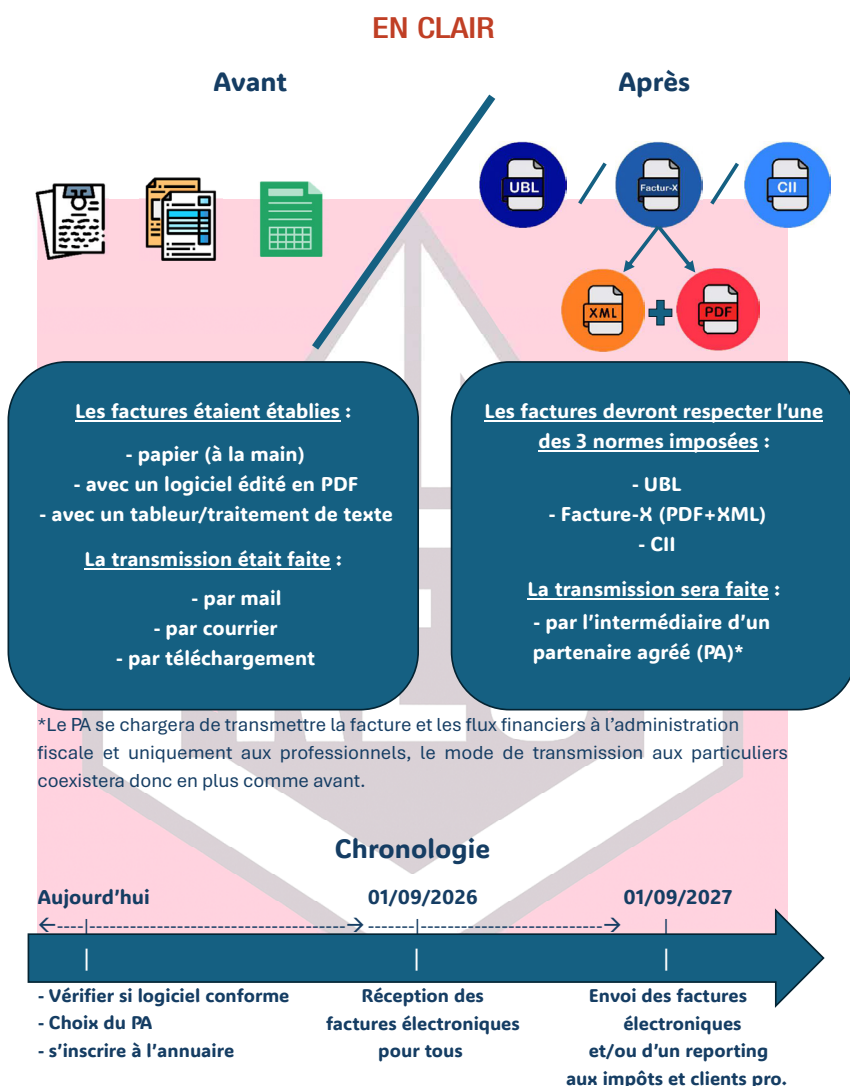 EN CLAIR
Avant
Après
UBL
Factur-X
CII
XML
PDF
Les factures étaient établies :
- papier (à la main)
- avec un logiciel édité en PDF
- avec un tableur/traitement de texte
La transmission était faite :
- par mail
- par courrier
- par téléchargement
Les factures devront respecter l'une
des 3 normes imposées :
- UBL
- Facture-X (PDF+XML)
- CII
La transmission sera faite :
- par l'intermédiaire d'un
partenaire agréé (PA)*
*Le PA se chargera de transmettre la facture et les flux financiers à l'administration
fiscale et uniquement aux professionnels, le mode de transmission aux particuliers
coexistera donc en plus comme avant.
Chronologie
Aujourd'hui
01/09/2026
01/09/2027
- Vérifier si logiciel conforme
- Choix du PA
- s'inscrire à l'annuaire
Réception des
factures électroniques
pour tous
Envoi des factures
électroniques
et/ou d'un reporting
aux impôts et clients pro.